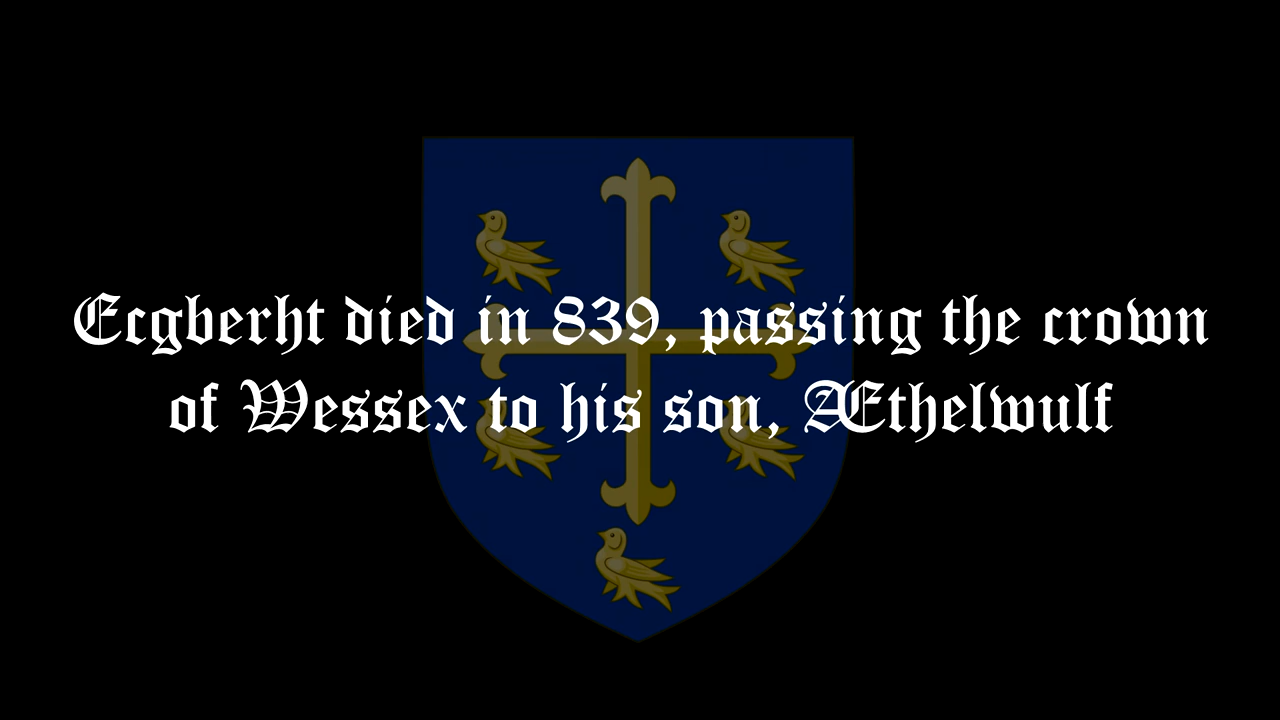 Ecgberht died in 839, passing the crown
of Wessex to his son, Æthelwulf